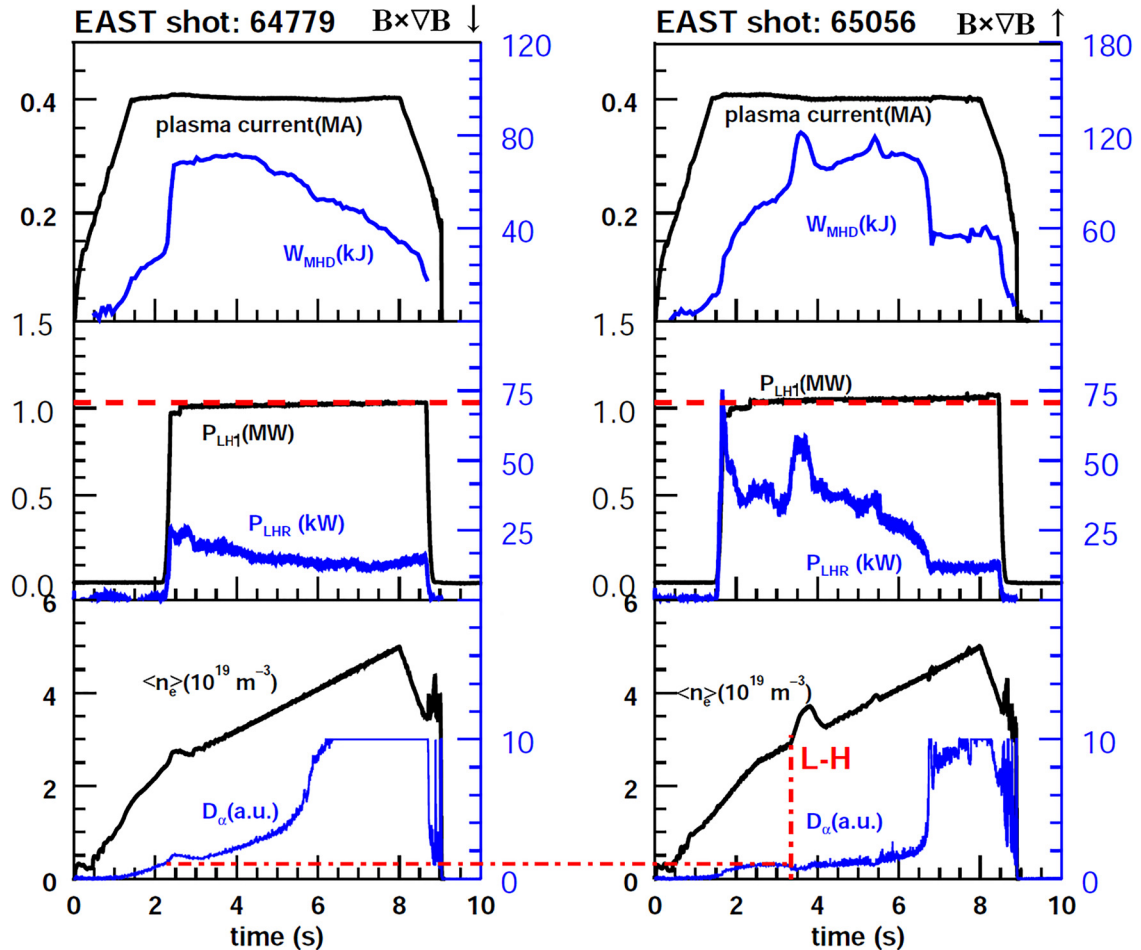 EAST shot: 64779 B×∇B ↓
120
0.4
plasma current(MA)
80
0.2
W_MHD(kJ)
40
0
1.5
75
1.0
P_LH1(MW)
50
0.5
P_LHR (kW)
25
0.0
0
6
<n_e>(10^19 m^−3)
4
10
2
D_α(a.u.)
0
0
0 2 4 6 8 10
time (s)
EAST shot: 65056 B×∇B ↑
180
0.4
plasma current(MA)
120
0.2
W_MHD(kJ)
60
0
1.5
P_LH1(MW)
75
1.0
50
0.5
P_LHR (kW)
25
0.0
0
6
<n_e>(10^19 m^−3)
4
L-H
10
2
D_α(a.u.)
0
0
0 2 4 6 8 10
time (s)